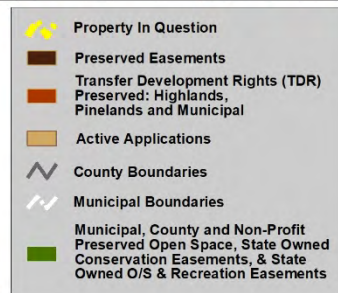 Property In Question
Preserved Easements
Transfer Development Rights (TDR)
Preserved: Highlands,
Pinelands and Municipal
Active Applications
County Boundaries
Municipal Boundaries
Municipal, County and Non-Profit
Preserved Open Space, State Owned
Conservation Easements, & State
Owned O/S & Recreation Easements